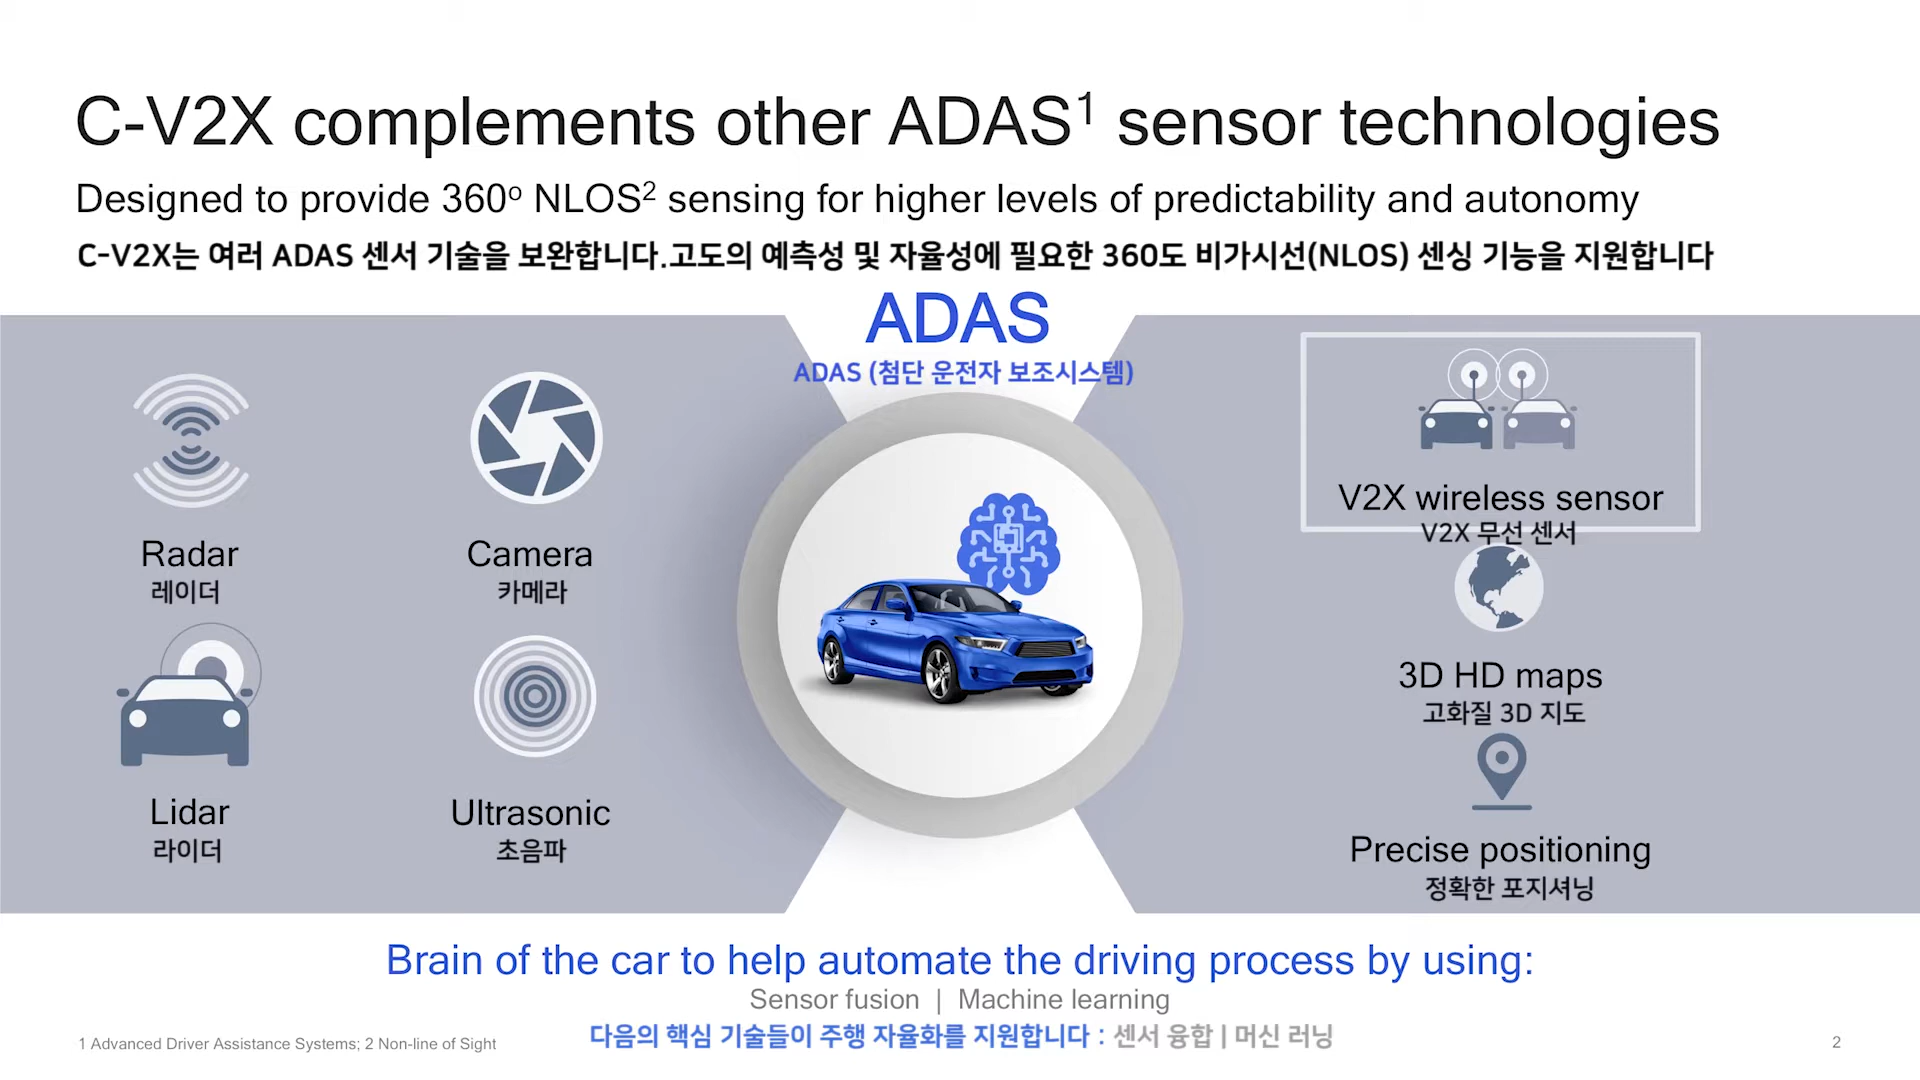 C-V2X complements other ADAS¹ sensor technologies
Designed to provide 360º NLOS² sensing for higher levels of predictability and autonomy
C-V2X는 여러 ADAS 센서 기술을 보완합니다.고도의 예측성 및 자율성에 필요한 360도 비가시선(NLOS) 센싱 기능을 지원합니다
ADAS
ADAS (첨단 운전자 보조시스템)
Radar
레이더
Camera
카메라
Lidar
라이더
Ultrasonic
초음파
V2X wireless sensor
V2X 무선 센서
3D HD maps
고화질 3D 지도
Precise positioning
정확한 포지셔닝
Brain of the car to help automate the driving process by using:
Sensor fusion | Machine learning
다음의 핵심 기술들이 주행 자율화를 지원합니다 : 센서 융합 | 머신 러닝
1 Advanced Driver Assistance Systems; 2 Non-line of Sight
2